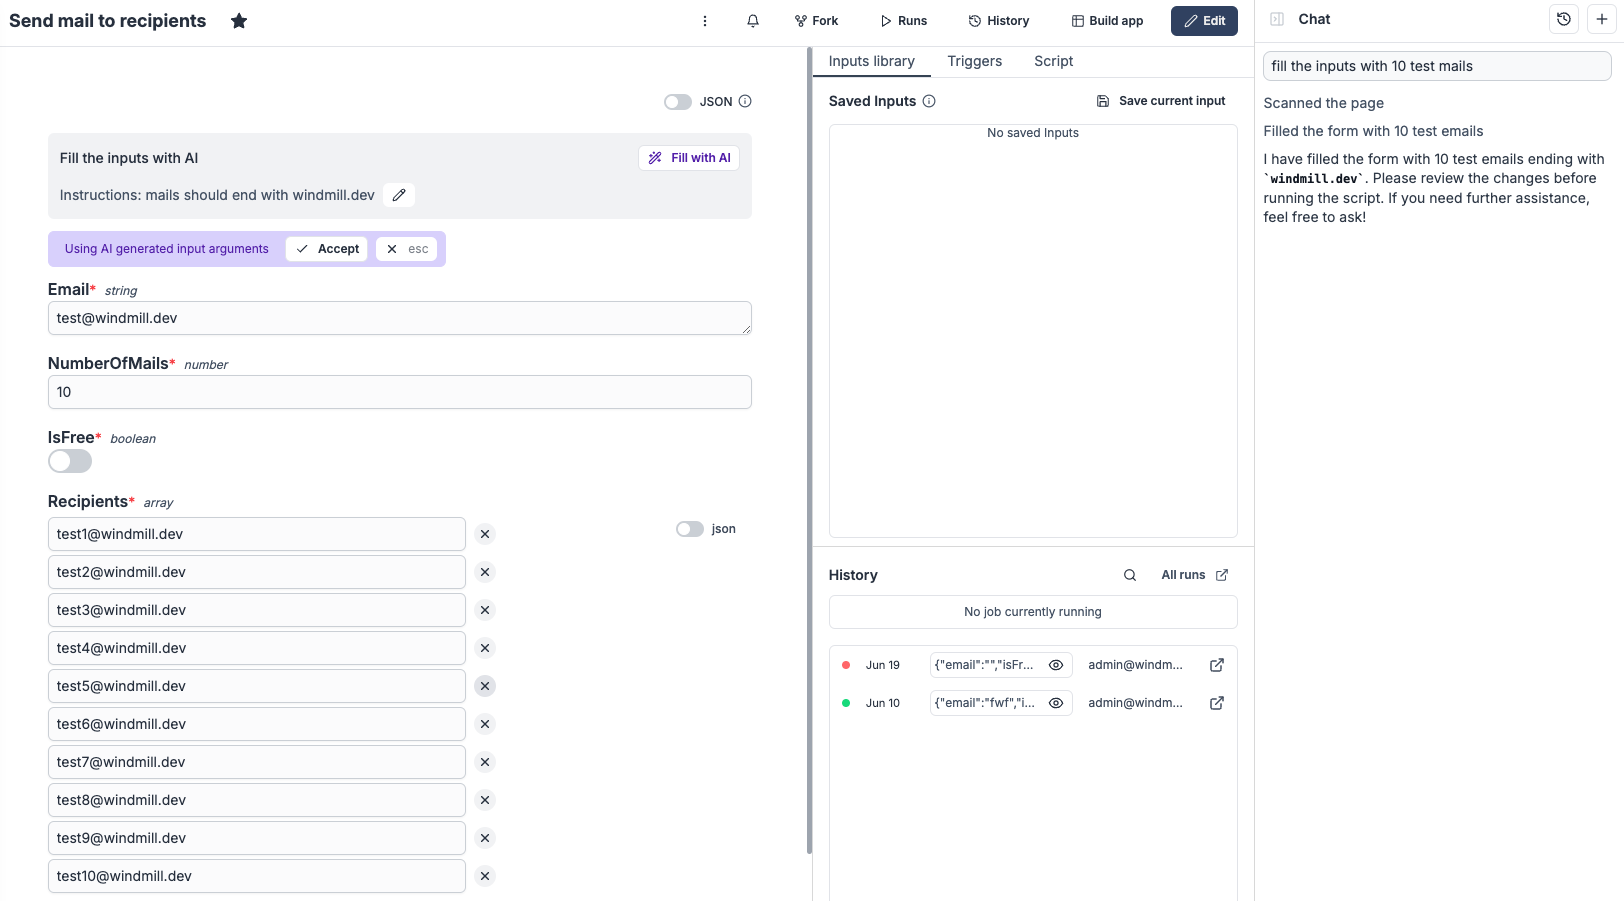 Send mail to recipients
Fork
Runs
History
Build app
Edit
JSON
Fill the inputs with AI
Fill with AI
Instructions: mails should end with windmill.dev
Using AI generated input arguments
Accept
esc
Email* string
test@windmill.dev
NumberOfMails* number
10
IsFree* boolean
Recipients* array
json
test1@windmill.dev
test2@windmill.dev
test3@windmill.dev
test4@windmill.dev
test5@windmill.dev
test6@windmill.dev
test7@windmill.dev
test8@windmill.dev
test9@windmill.dev
test10@windmill.dev
Inputs library
Triggers
Script
Saved Inputs
Save current input
No saved Inputs
History
All runs
No job currently running
Jun 19 {"email":"","isFr... admin@windm...
Jun 10 {"email":"fwf","i... admin@windm...
Chat
fill the inputs with 10 test mails
Scanned the page
Filled the form with 10 test emails
I have filled the form with 10 test emails ending with
`windmill.dev`. Please review the changes before
running the script. If you need further assistance,
feel free to ask!